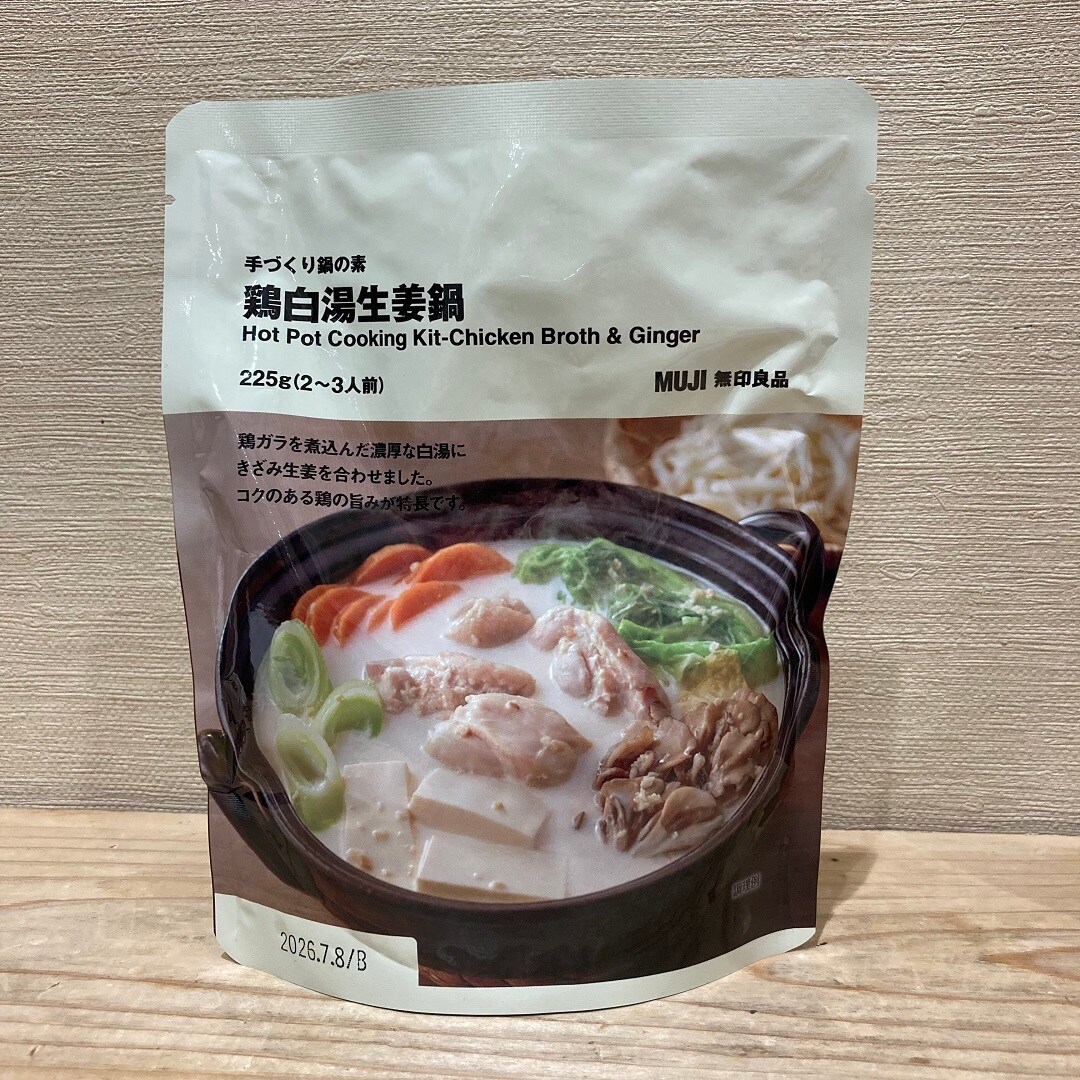 手づくり鍋の素
鶏白湯生姜鍋
Hot Pot Cooking Kit-Chicken Broth & Ginger
225g(2〜3人前)
MUJI 無印良品
鶏ガラを煮込んだ濃厚な白湯に
きざみ生姜を合わせました。
コクのある鶏の旨みが特長です。
調理例
2026.7.8/B